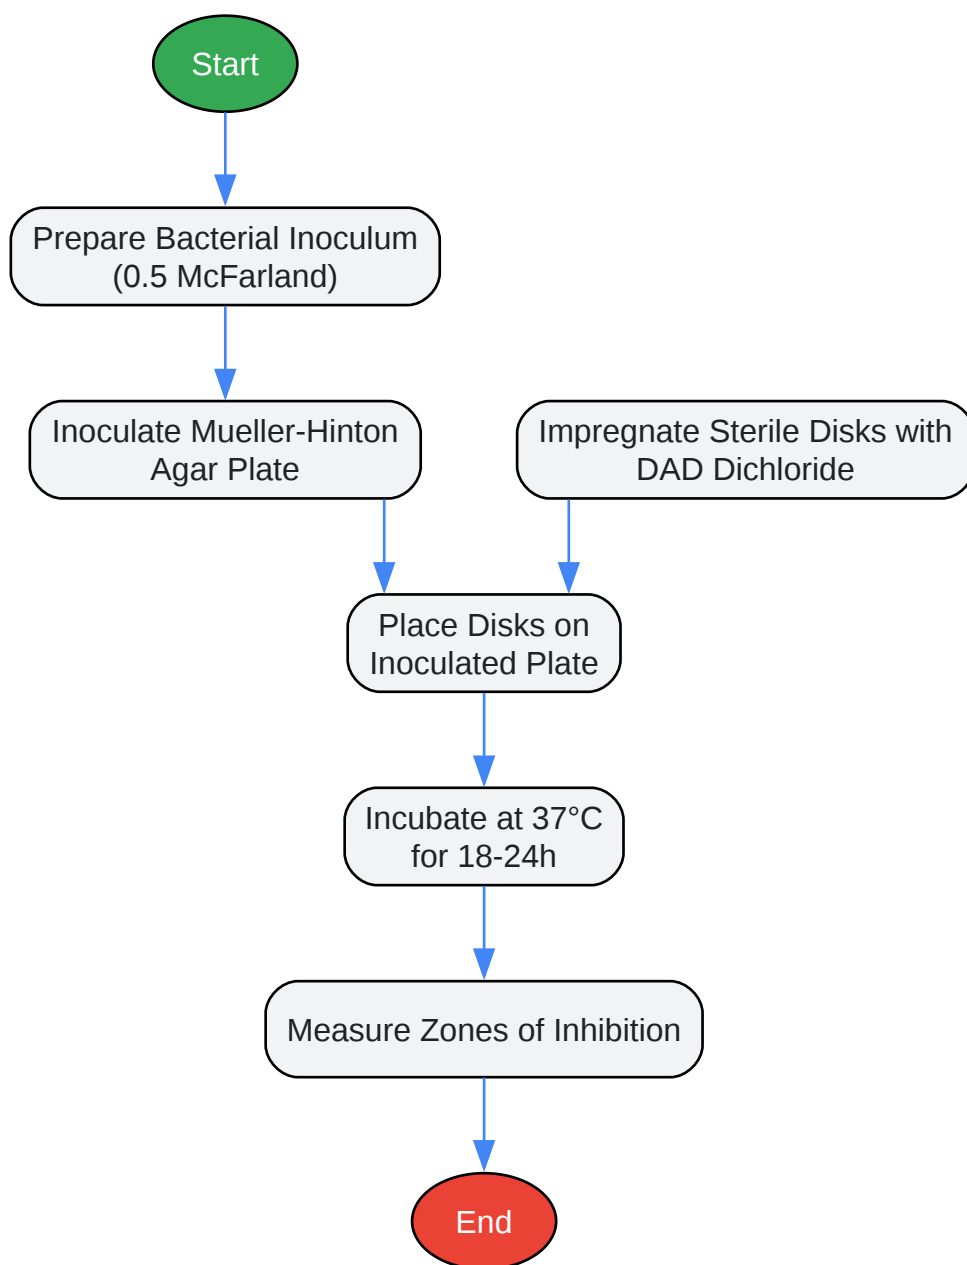 Start
Prepare Bacterial Inoculum
(0.5 McFarland)
Inoculate Mueller-Hinton
Agar Plate
Impregnate Sterile Disks with
DAD Dichloride
Place Disks on
Inoculated Plate
Incubate at 37°C
for 18-24h
Measure Zones of Inhibition
End